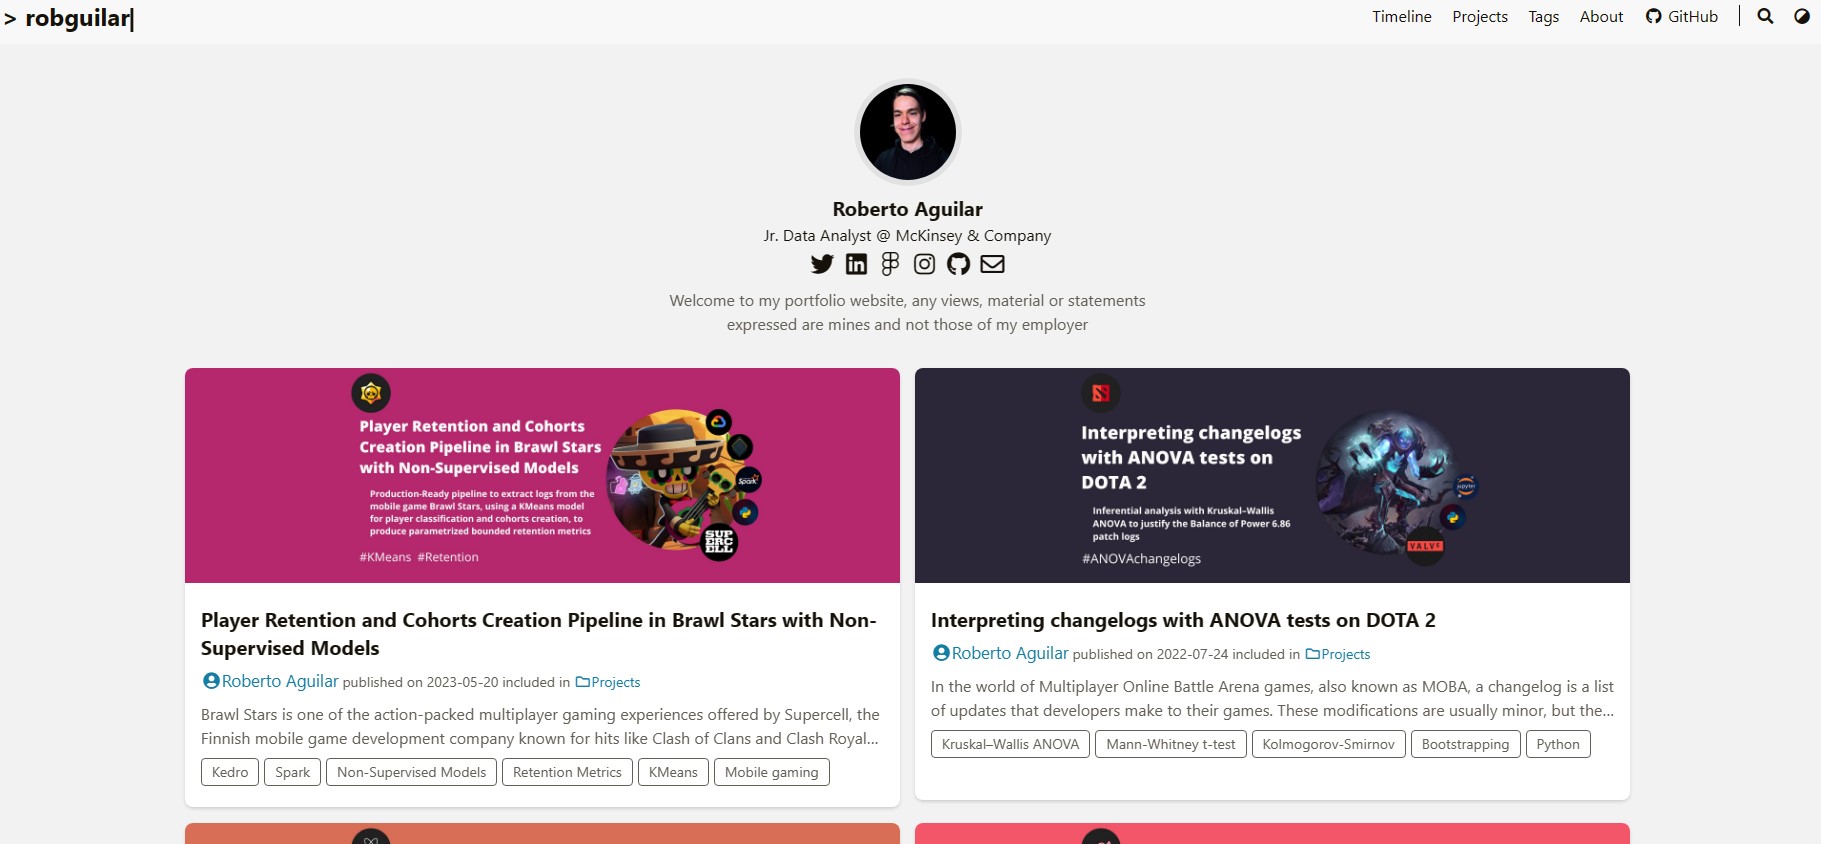 > robguilar
Timeline Projects Tags About GitHub
Roberto Aguilar
Jr. Data Analyst @ McKinsey & Company
Welcome to my portfolio website, any views, material or statements
expressed are mines and not those of my employer
Player Retention and Cohorts
Creation Pipeline in Brawl Stars
with Non-Supervised Models
Production-Ready pipeline to extract logs from the
mobile game Brawl Stars, using a KMeans model
for player classification and cohorts creation, to
produce parametrized bounded retention metrics
#KMeans #Retention
Spark
SUP
ERC
ELL
Player Retention and Cohorts Creation Pipeline in Brawl Stars with Non-
Supervised Models
Roberto Aguilar published on 2023-05-20 included in Projects
Brawl Stars is one of the action-packed multiplayer gaming experiences offered by Supercell, the
Finnish mobile game development company known for hits like Clash of Clans and Clash Royal...
Kedro Spark Non-Supervised Models Retention Metrics KMeans Mobile gaming
Interpreting changelogs
with ANOVA tests on
DOTA 2
Inferential analysis with Kruskal–Wallis
ANOVA to justify the Balance of Power 6.86
patch logs
#ANOVAchangelogs
jupyter
VALVE
Interpreting changelogs with ANOVA tests on DOTA 2
Roberto Aguilar published on 2022-07-24 included in Projects
In the world of Multiplayer Online Battle Arena games, also known as MOBA, a changelog is a list
of updates that developers make to their games. These modifications are usually minor, but the...
Kruskal–Wallis ANOVA Mann-Whitney t-test Kolmogorov-Smirnov Bootstrapping Python